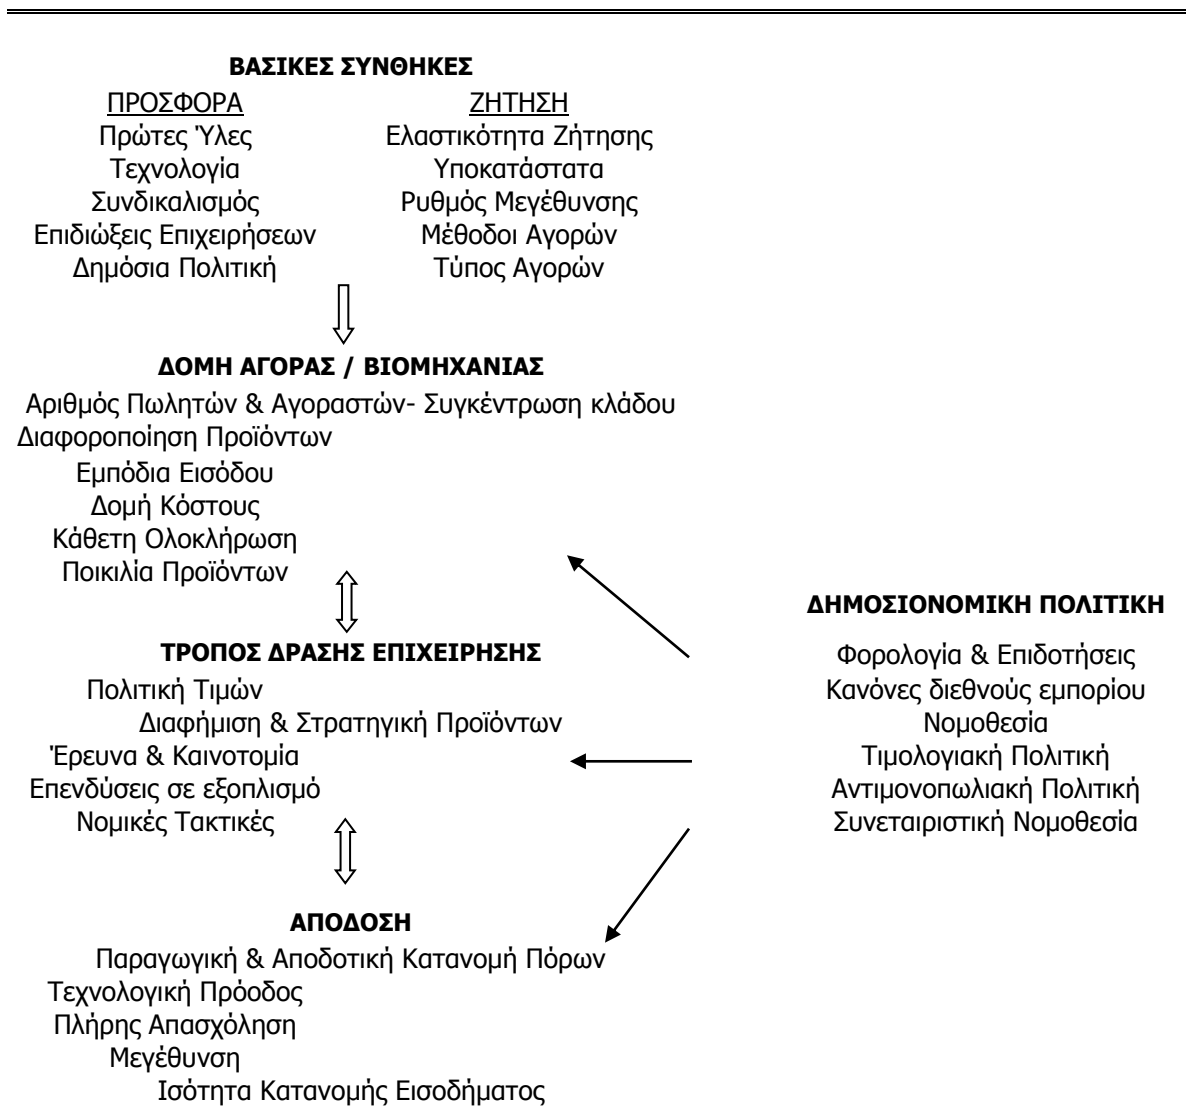 ΒΑΣΙΚΕΣ ΣΥΝΘΗΚΕΣ
ΠΡΟΣΦΟΡΑ ΖΗΤΗΣΗ
Πρώτες Ύλες Ελαστικότητα Ζήτησης
Τεχνολογία Υποκατάστατα
Συνδικαλισμός Ρυθμός Μεγέθυνσης
Επιδιώξεις Επιχειρήσεων Μέθοδοι Αγορών
Δημόσια Πολιτική Τύπος Αγορών
ΔΟΜΗ ΑΓΟΡΑΣ / ΒΙΟΜΗΧΑΝΙΑΣ
Αριθμός Πωλητών & Αγοραστών- Συγκέντρωση κλάδου
Διαφοροποίηση Προϊόντων
Εμπόδια Εισόδου
Δομή Κόστους
Κάθετη Ολοκλήρωση
Ποικιλία Προϊόντων
ΤΡΟΠΟΣ ΔΡΑΣΗΣ ΕΠΙΧΕΙΡΗΣΗΣ
Πολιτική Τιμών
Διαφήμιση & Στρατηγική Προϊόντων
Έρευνα & Καινοτομία
Επενδύσεις σε εξοπλισμό
Νομικές Τακτικές
ΑΠΟΔΟΣΗ
Παραγωγική & Αποδοτική Κατανομή Πόρων
Τεχνολογική Πρόοδος
Πλήρης Απασχόληση
Μεγέθυνση
Ισότητα Κατανομής Εισοδήματος
ΔΗΜΟΣΙΟΝΟΜΙΚΗ ΠΟΛΙΤΙΚΗ
Φορολογία & Επιδοτήσεις
Κανόνες διεθνούς εμπορίου
Νομοθεσία
Τιμολογιακή Πολιτική
Αντιμονοπωλιακή Πολιτική
Συνεταιριστική Νομοθεσία